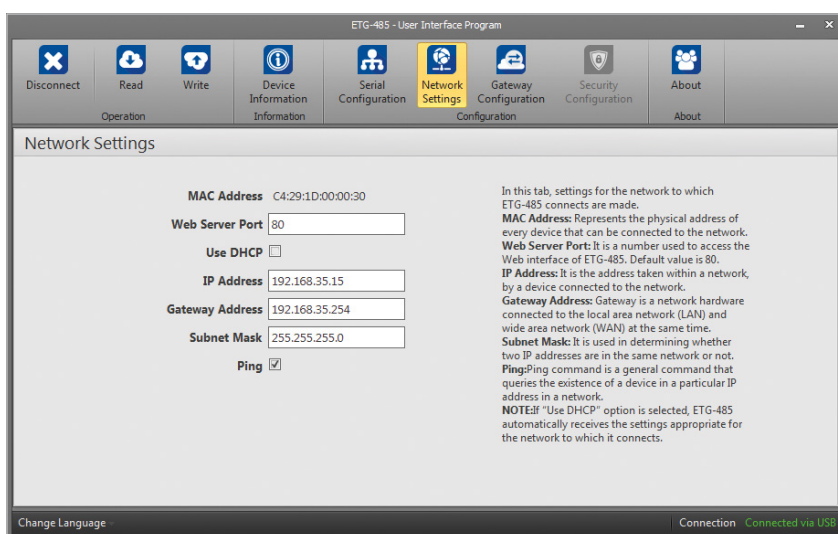 ETG-485 - User Interface Program
Disconnect
Read
Write
Operation
Device
Information
Information
Serial
Configuration
Network
Settings
Gateway
Configuration
Security
Configuration
Configuration
About
About
Network Settings
MAC Address C4:29:1D:00:00:30
Web Server Port 80
Use DHCP
IP Address 192.168.35.15
Gateway Address 192.168.35.254
Subnet Mask 255.255.255.0
Ping
In this tab, settings for the network to which
ETG-485 connects are made.
MAC Address: Represents the physical address of
every device that can be connected to the network.
Web Server Port: It is a number used to access the
Web interface of ETG-485. Default value is 80.
IP Address: It is the address taken within a network,
by a device connected to the network.
Gateway Address: Gateway is a network hardware
connected to the local area network (LAN) and
wide area network (WAN) at the same time.
Subnet Mask: It is used in determining whether
two IP addresses are in the same network or not.
Ping:Ping command is a general command that
queries the existence of a device in a particular IP
address in a network.
NOTE:If "Use DHCP" option is selected, ETG-485
automatically receives the settings appropriate for
the network to which it connects.
Change Language
Connection Connected via USB